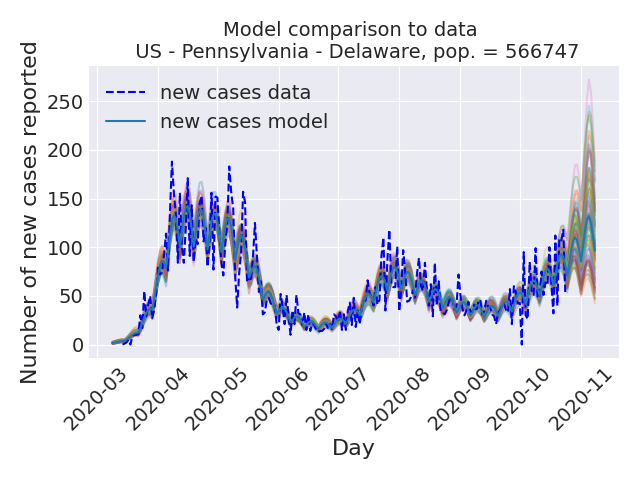 Model comparison to data
US - Pennsylvania - Delaware, pop. = 566747
Number of new cases reported
250
200
150
100
50
0
new cases data
new cases model
2020-03
2020-04
2020-05
2020-06
2020-07
2020-08
2020-09
2020-10
2020-11
Day